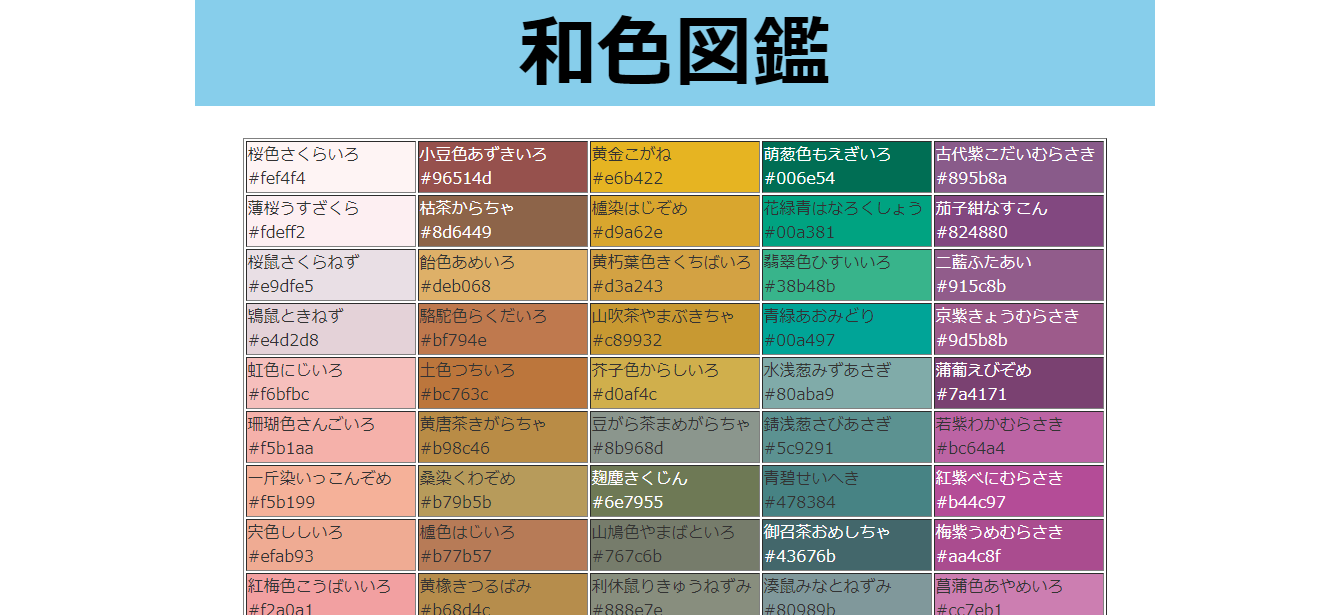 和色図鑑
桜色さくらいろ
#fef4f4
小豆色あずきいろ
#96514d
黄金こがね
#e6b422
萌葱色もえぎいろ
#006e54
古代紫こだいむらさき
#895b8a
薄桜うすざくら
#fdeff2
枯茶からちゃ
#8d6449
櫨染はじぞめ
#d9a62e
花緑青はなろくしょう
#00a381
茄子紺なすこん
#824880
桜鼠さくらねず
#e9dfe5
飴色あめいろ
#deb068
黄朽葉色きくちばいろ
#d3a243
翡翠色ひすいいろ
#38b48b
二藍ふたあい
#915c8b
鴇鼠ときねず
#e4d2d8
駱駝色らくだいろ
#bf794e
山吹茶やまぶきちゃ
#c89932
青緑あおみどり
#00a497
京紫きょうむらさき
#9d5b8b
虹色にじいろ
#f6bfbc
土色つちいろ
#bc763c
芥子色からしいろ
#d0af4c
水浅葱みずあさぎ
#80aba9
蒲葡えびぞめ
#7a4171
珊瑚色さんごいろ
#f5b1aa
黄唐茶きがらちゃ
#b98c46
豆がら茶まめがらちゃ
#8b968d
錆浅葱さびあさぎ
#5c9291
若紫わかむらさき
#bc64a4
一斤染いっこんぞめ
#f5b199
桑染くわぞめ
#b79b5b
麹塵きくじん
#6e7955
青碧せいへき
#478384
紅紫べにむらさき
#b44c97
宍色ししいろ
#efab93
櫨色はじいろ
#b77b57
山鳩色やまばといろ
#767c6b
御召茶おめしちゃ
#43676b
梅紫うめむらさき
#aa4c8f
紅梅色こうばいいろ
#f2a0a1
黄橡きつるばみ
#b68d4c
利休鼠りきゅうねずみ
#888e7e
湊鼠みなとねずみ
#80989b
菖蒲色あやめいろ
#cc7eb1